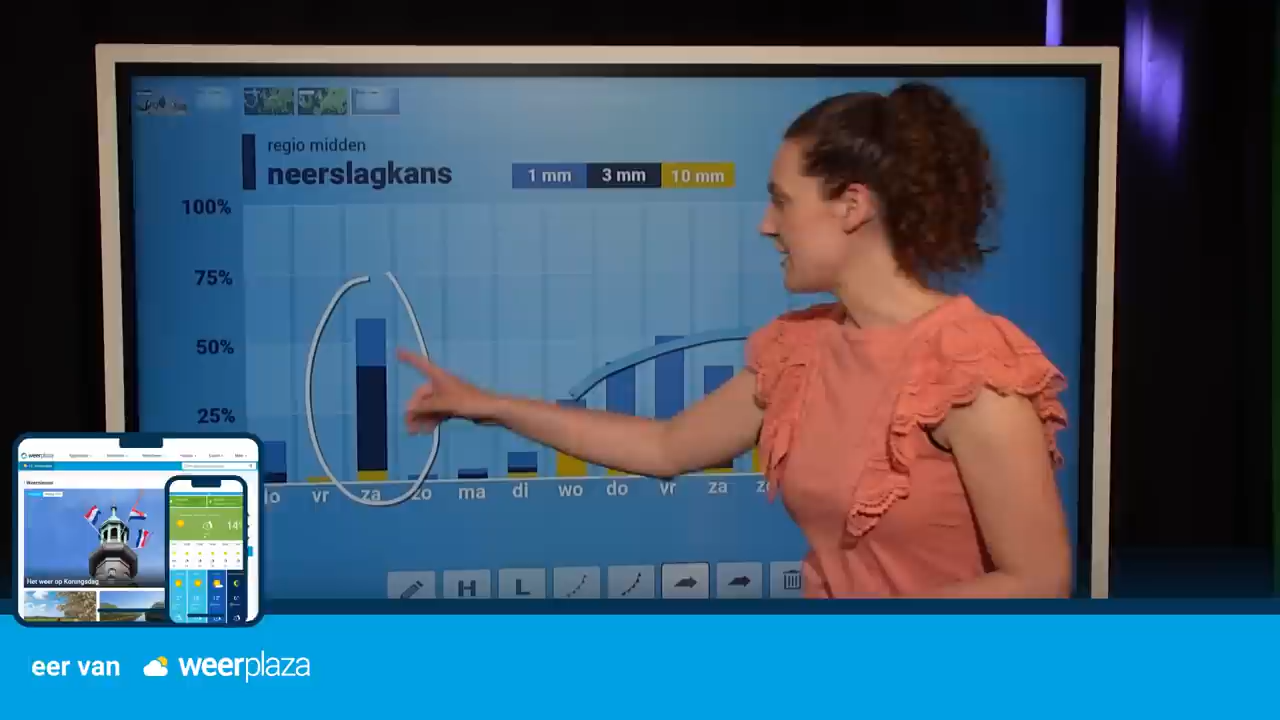 regio midden
neerslagkans
1 mm 3 mm 10 mm
100%
75%
50%
25%
vr za zo ma di wo do vr za
H L
weerplaza
Het weer op Koningsdag
14°
eer van weerplaza